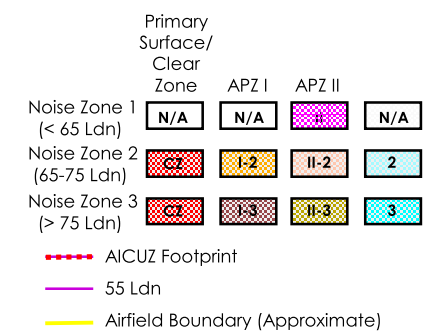 Primary
Surface/
Clear
Zone APZ I APZ II
Noise Zone 1
(< 65 Ldn) N/A N/A II N/A
Noise Zone 2
(65-75 Ldn) CZ I-2 II-2 2
Noise Zone 3
(> 75 Ldn) CZ I-3 II-3 3
AICUZ Footprint
55 Ldn
Airfield Boundary (Approximate)